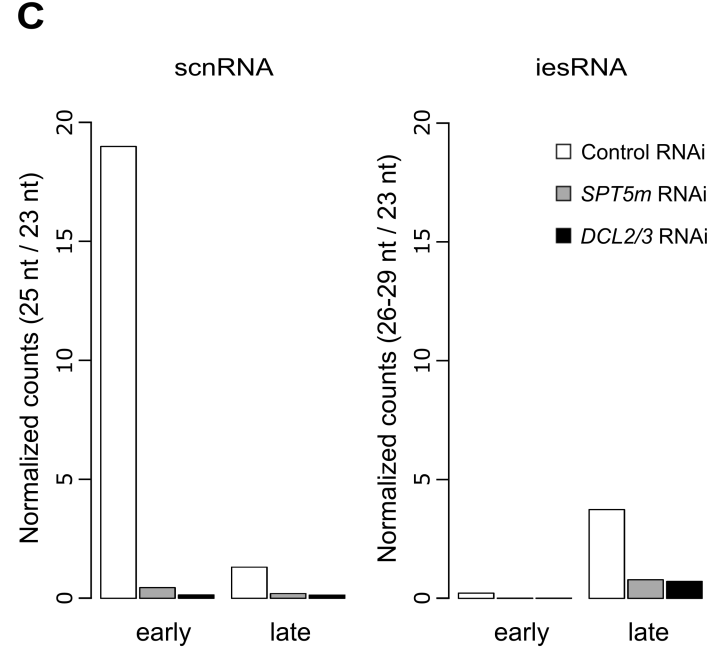 C
scnRNA
Normalized counts (25 nt / 23 nt)
20
15
10
5
0
early
late
iesRNA
Normalized counts (26-29 nt / 23 nt)
20
15
10
5
0
early
late
Control RNAi
SPT5m RNAi
DCL2/3 RNAi